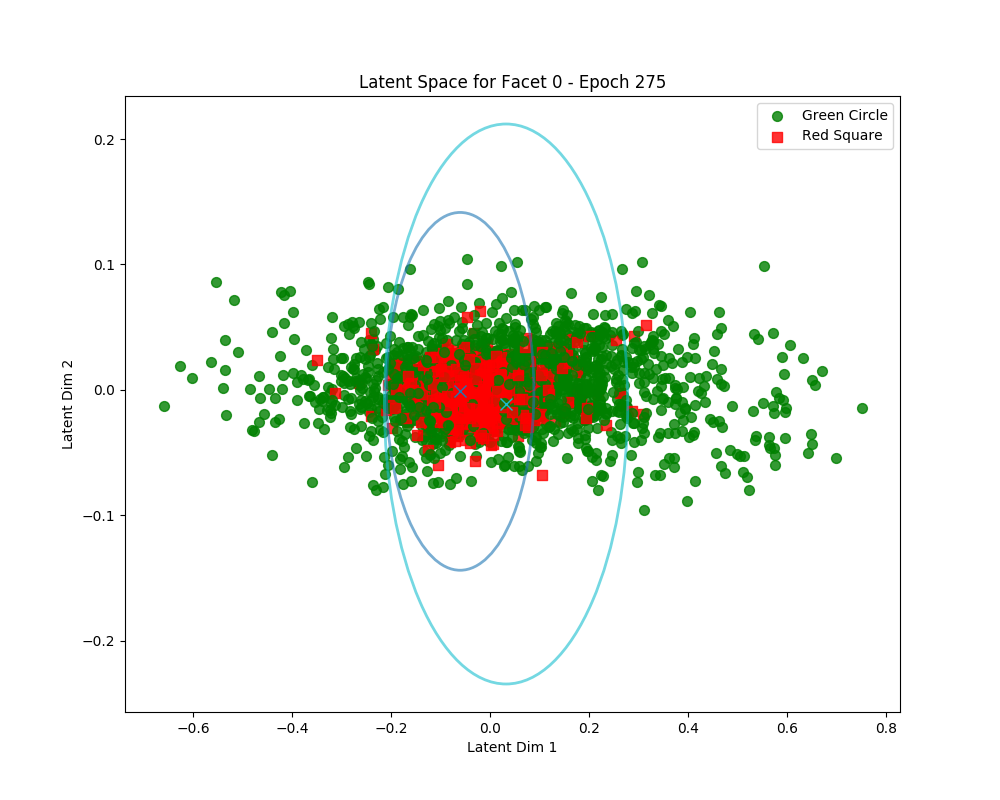 Latent Space for Facet 0 - Epoch 275
Green Circle
Red Square
0.2
0.1
0.0
−0.1
−0.2
Latent Dim 2
−0.6
−0.4
−0.2
0.0
0.2
0.4
0.6
0.8
Latent Dim 1